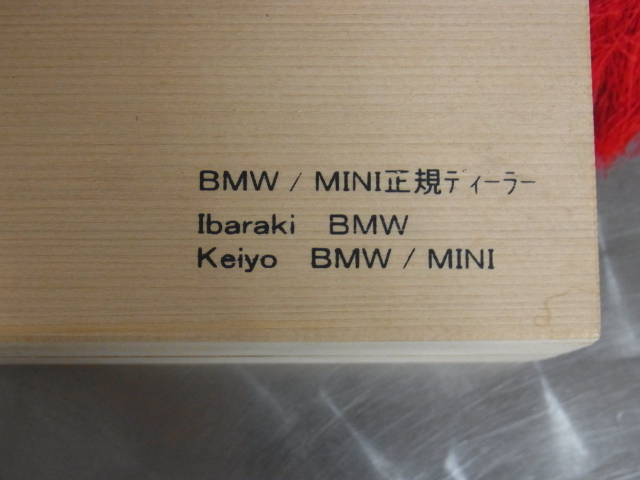 BMW / MINI正規ディーラー
Ibaraki BMW
Keiyo BMW / MINI